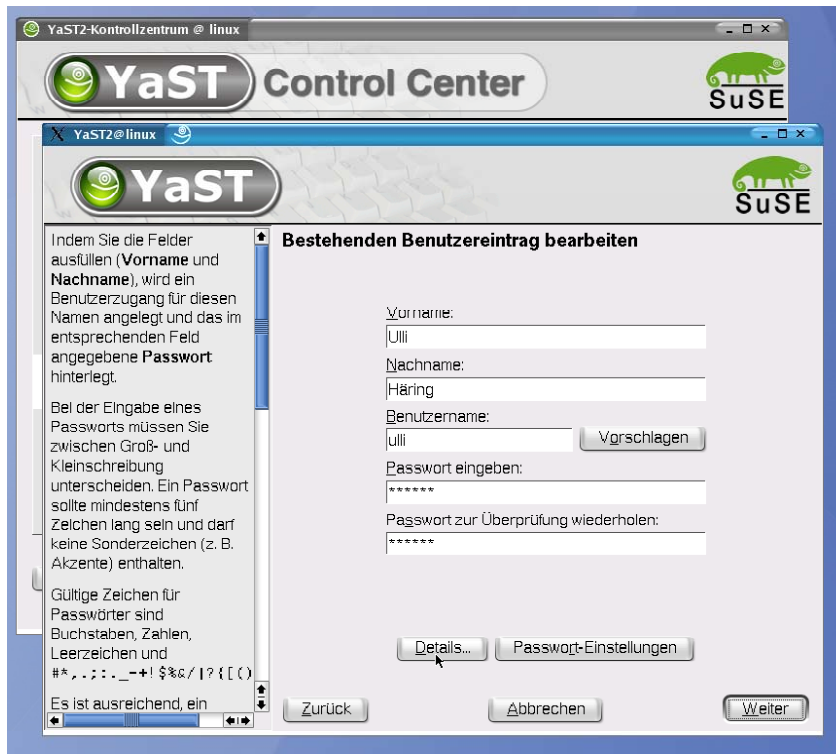 YaST2-Kontrollzentrum @ linux
YaST Control Center
SuSE
YaST2@linux
YaST
SuSE
Indem Sie die Felder
ausfüllen (Vorname und
Nachname), wird ein
Benutzerzugang für diesen
Namen angelegt und das im
entsprechenden Feld
angegebene Passwort
hinterlegt.
Bei der Eingabe eines
Passworts müssen Sie
zwischen Groß- und
Kleinschreibung
unterscheiden. Ein Passwort
sollte mindestens fünf
Zeichen lang sein und darf
keine Sonderzeichen (z. B.
Akzente) enthalten.
Gültige Zeichen für
Passwörter sind
Buchstaben, Zahlen,
Leerzeichen und
#*,.;:._-+!$%&/|?{[()
Es ist ausreichend, ein
Bestehenden Benutzereintrag bearbeiten
Vorname:
Ulli
Nachname:
Häring
Benutzername:
ulli
Vorschlagen
Passwort eingeben:
******
Passwort zur Überprüfung wiederholen:
******
Details...
Passwort-Einstellungen
Zurück
Abbrechen
Weiter